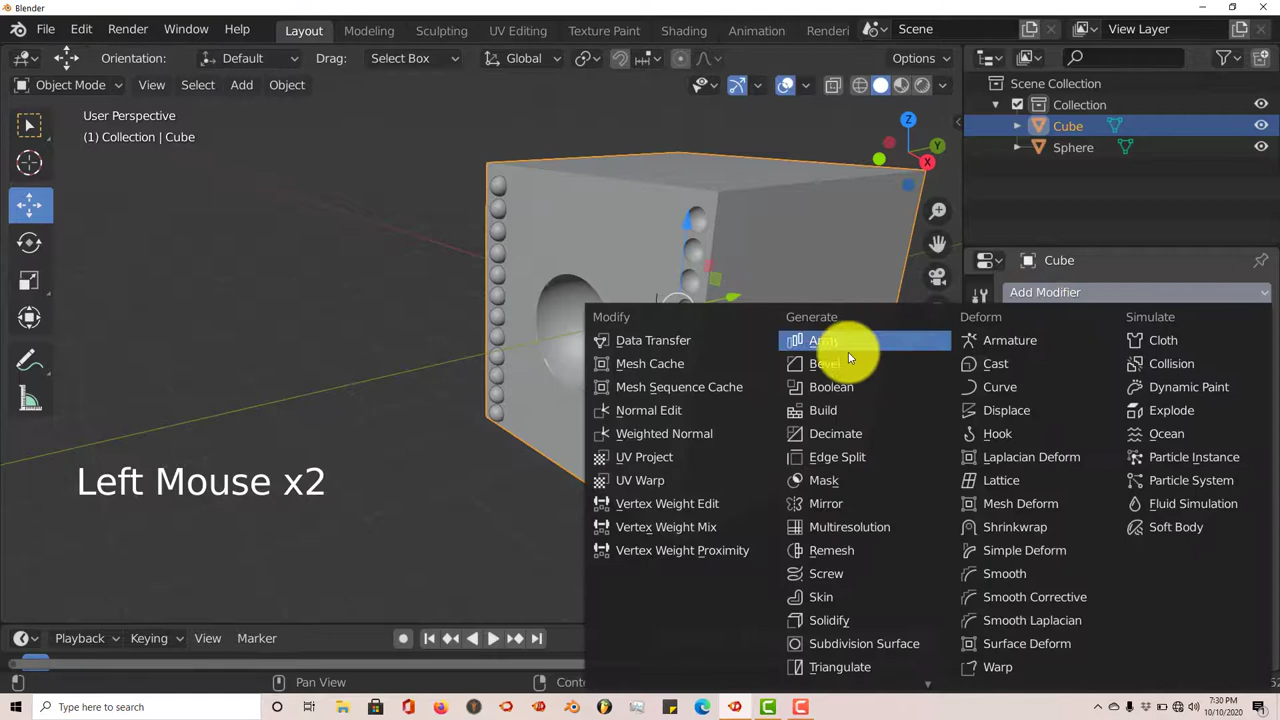 Blender
File Edit Render Window Help Layout Modeling Sculpting UV Editing Texture Paint Shading Animation Renderi Scene View Layer
Orientation: Default Drag: Select Box Global Options
Object Mode View Select Add Object
User Perspective
(1) Collection | Cube
Z
Y
X
Scene Collection
Collection
Cube
Sphere
Cube
Add Modifier
Modify Generate Deform Simulate
Data Transfer Array Armature Cloth
Mesh Cache Bevel Cast Collision
Mesh Sequence Cache Boolean Curve Dynamic Paint
Normal Edit Build Displace Explode
Weighted Normal Decimate Hook Ocean
UV Project Edge Split Laplacian Deform Particle Instance
UV Warp Mask Lattice Particle System
Vertex Weight Edit Mirror Mesh Deform Fluid Simulation
Vertex Weight Mix Multiresolution Shrinkwrap Soft Body
Vertex Weight Proximity Remesh Simple Deform
Screw Smooth
Skin Smooth Corrective
Solidify Smooth Laplacian
Subdivision Surface Surface Deform
Triangulate Warp
Left Mouse x2
Playback Keying View Marker
Pan View
Type here to search
7:30 PM
10/10/2020